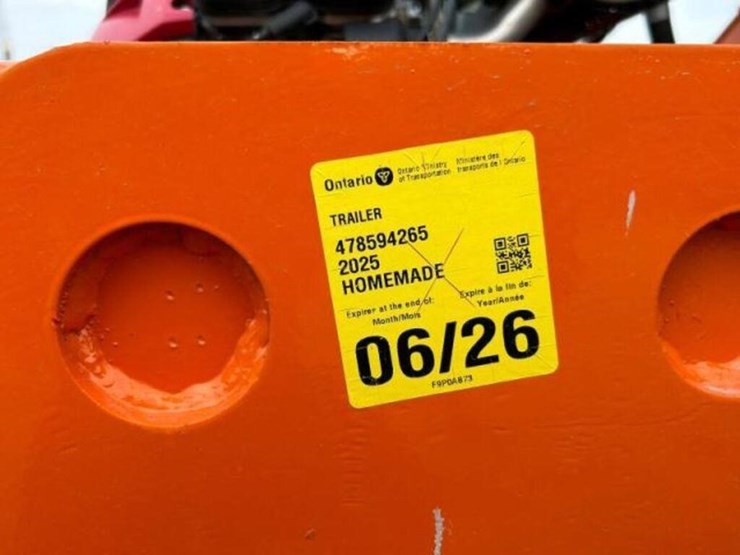 Ontario Ontario Ministry Ministère des
of Transportation transports de l'Ontario
TRAILER
478594265
2025
HOMEMADE
Expires at the end of: Expire à la fin de:
Month/Mois Year/Année
06/26
F9PDA873